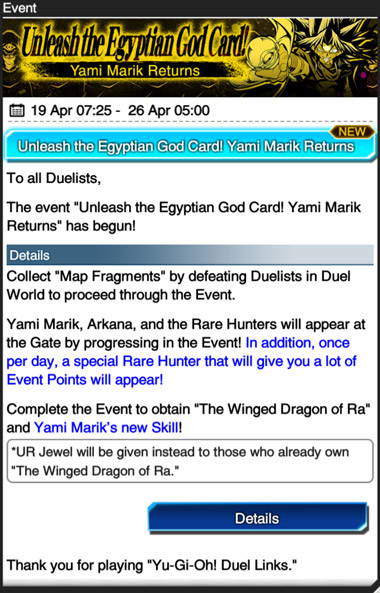 Event
Unleash the Egyptian God Card!
Yami Marik Returns
19 Apr 07:25 - 26 Apr 05:00
NEW
Unleash the Egyptian God Card! Yami Marik Returns
To all Duelists,
The event "Unleash the Egyptian God Card! Yami Marik
Returns" has begun!
Details
Collect "Map Fragments" by defeating Duelists in Duel
World to proceed through the Event.
Yami Marik, Arkana, and the Rare Hunters will appear at
the Gate by progressing in the Event! In addition, once
per day, a special Rare Hunter that will give you a lot of
Event Points will appear!
Complete the Event to obtain "The Winged Dragon of Ra"
and Yami Marik's new Skill!
*UR Jewel will be given instead to those who already own
"The Winged Dragon of Ra."
Details
Thank you for playing "Yu-Gi-Oh! Duel Links."